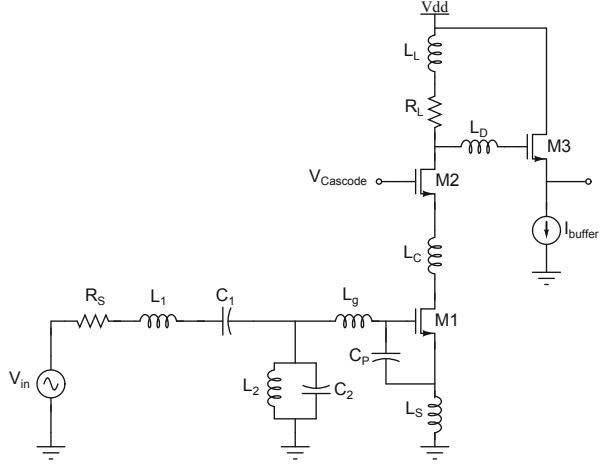 Vdd
L_L
R_L
L_D
M3
V_Cascode
M2
I_buffer
L_C
R_S
L_1
C_1
L_g
M1
C_P
V_in
L_2
C_2
L_S